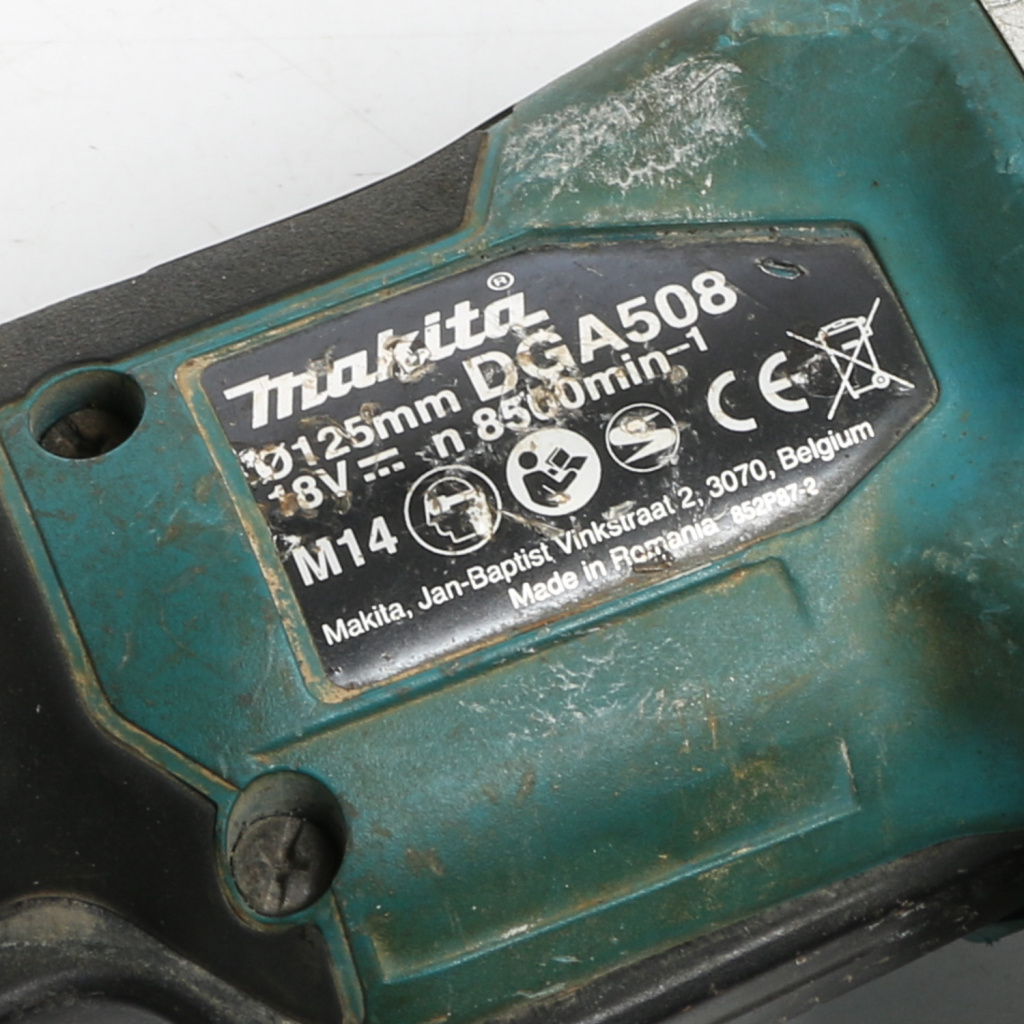 makita®
Ø125mm DGA508
18V n 8500min⁻¹
CE
M14
Makita, Jan-Baptist Vinkstraat 2, 3070, Belgium
Made in Romania 852P87-2